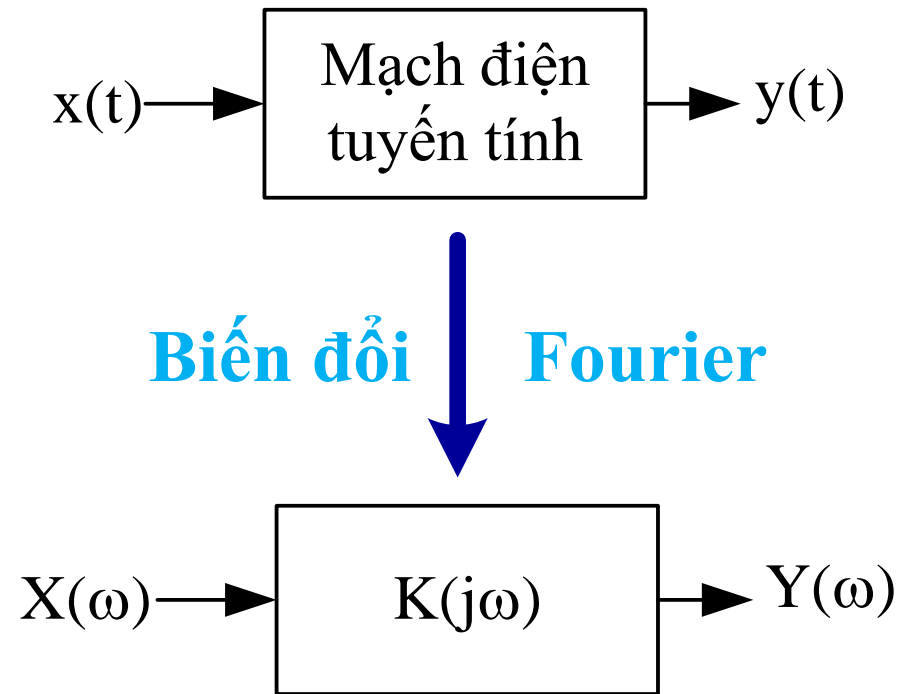 x(t)
Mạch điện
tuyến tính
y(t)
Biến đổi Fourier
X(ω)
K(jω)
Y(ω)